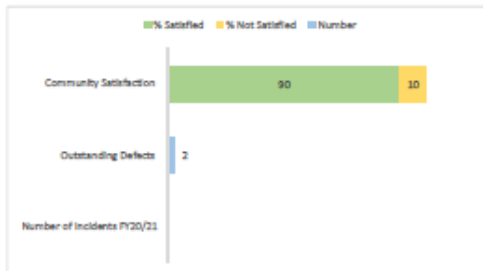 % Satisfied % Not Satisfied Number
Community Satisfaction 90 10
Outstanding Defects 2
Number of Incidents FY20/21